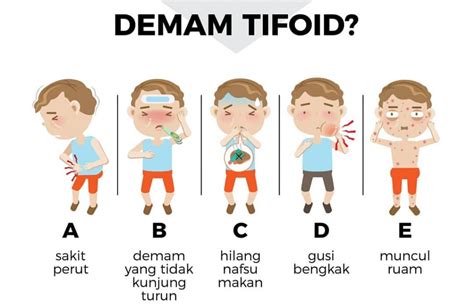 DEMAM TIFOID?
A
sakit
perut
B
demam
yang tidak
kunjung
turun
C
hilang
nafsu
makan
D
gusi
bengkak
E
muncul
ruam